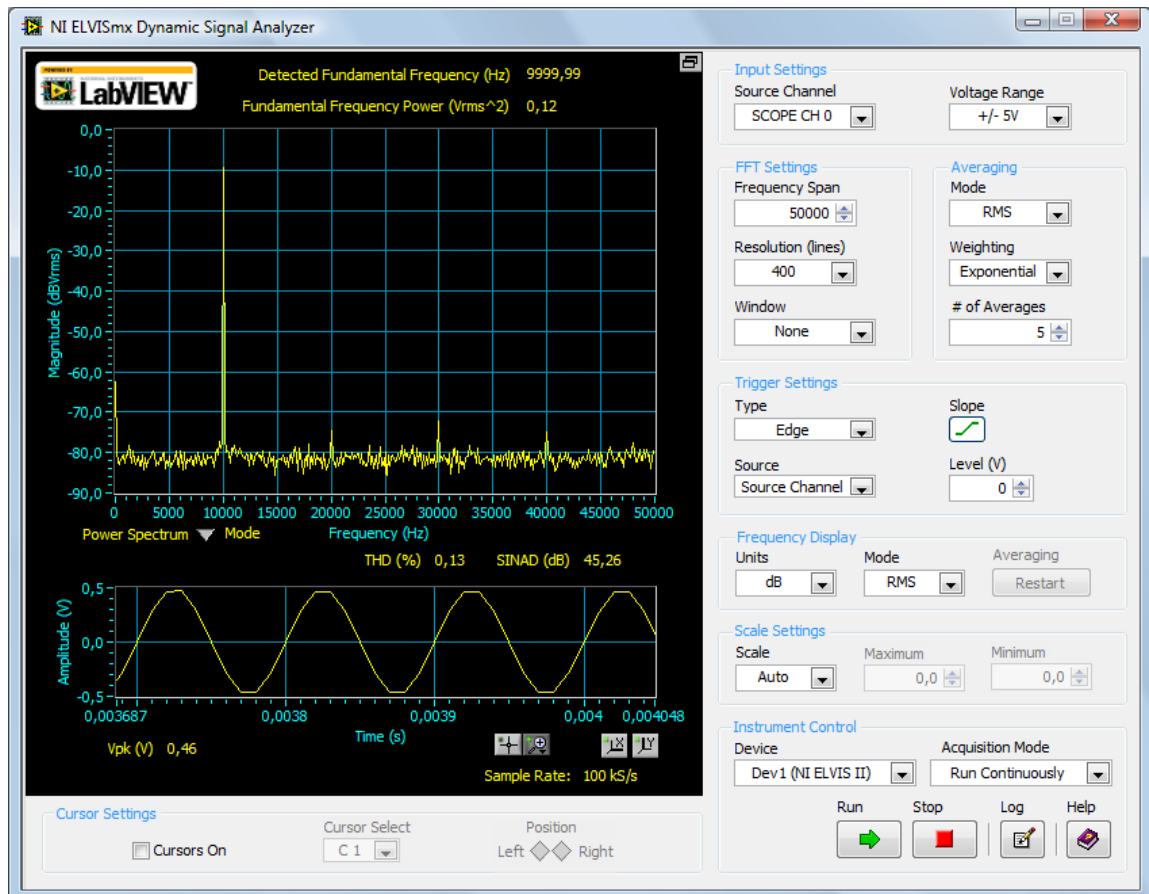 NI ELVISmx Dynamic Signal Analyzer
POWERED BY
NATIONAL INSTRUMENTS
LabVIEW™
Detected Fundamental Frequency (Hz) 9999,99
Fundamental Frequency Power (Vrms^2) 0,12
Magnitude (dBVrms)
0,0
-10,0
-20,0
-30,0
-40,0
-50,0
-60,0
-70,0
-80,0
-90,0
0 5000 10000 15000 20000 25000 30000 35000 40000 45000 50000
Power Spectrum Mode Frequency (Hz)
THD (%) 0,13 SINAD (dB) 45,26
Amplitude (V)
0,5
0,0
-0,5
0,003687 0,0038 0,0039 0,004 0,004048
Time (s)
Vpk (V) 0,46
X Y
Sample Rate: 100 kS/s
Cursor Settings
Cursors On
Cursor Select
C 1
Position
Left Right
Input Settings
Source Channel Voltage Range
SCOPE CH 0 +/- 5V
FFT Settings
Frequency Span
50000
Resolution (lines)
400
Window
None
Averaging
Mode
RMS
Weighting
Exponential
# of Averages
5
Trigger Settings
Type Slope
Edge
Source Level (V)
Source Channel 0
Frequency Display
Units Mode Averaging
dB RMS Restart
Scale Settings
Scale Maximum Minimum
Auto 0,0 0,0
Instrument Control
Device Acquisition Mode
Dev1 (NI ELVIS II) Run Continuously
Run Stop Log Help